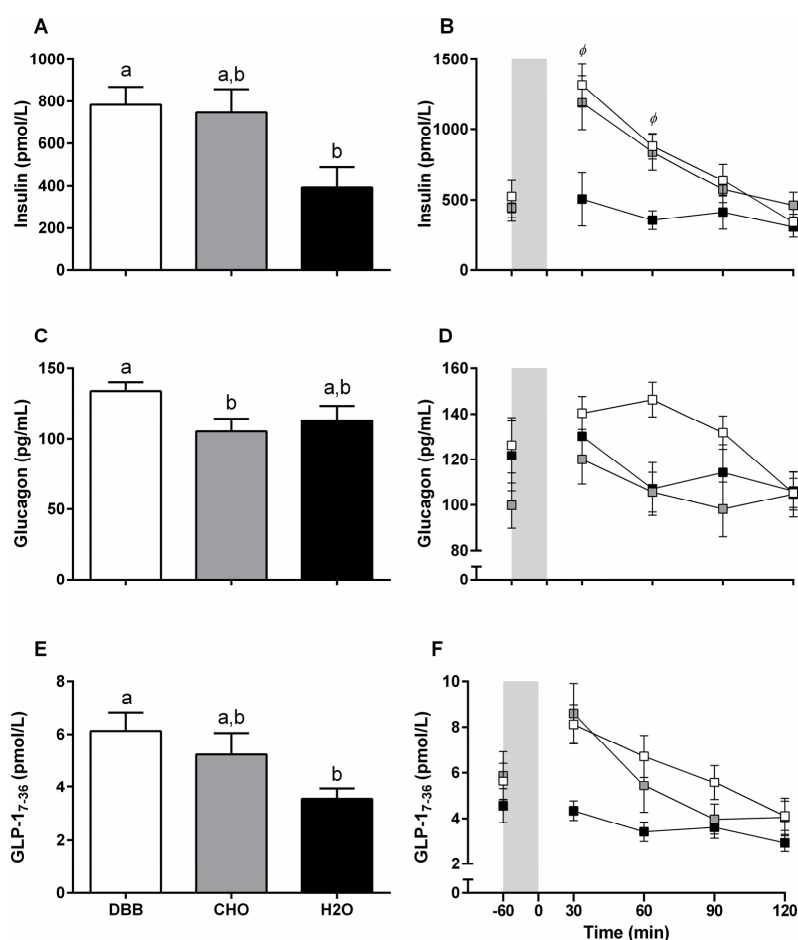 A
Insulin (pmol/L)
1000
800
600
400
200
0
a
a,b
b
B
Insulin (pmol/L)
1500
1000
500
0
ϕ
ϕ
C
Glucagon (pg/mL)
150
100
50
0
a
b
a,b
D
Glucagon (pg/mL)
160
140
120
100
80
0
E
GLP-1₇₋₃₆ (pmol/L)
8
6
4
2
0
a
a,b
b
DBB CHO H2O
F
GLP-1₇₋₃₆ (pmol/L)
10
8
6
4
2
0
-60 0 30 60 90 120
Time (min)